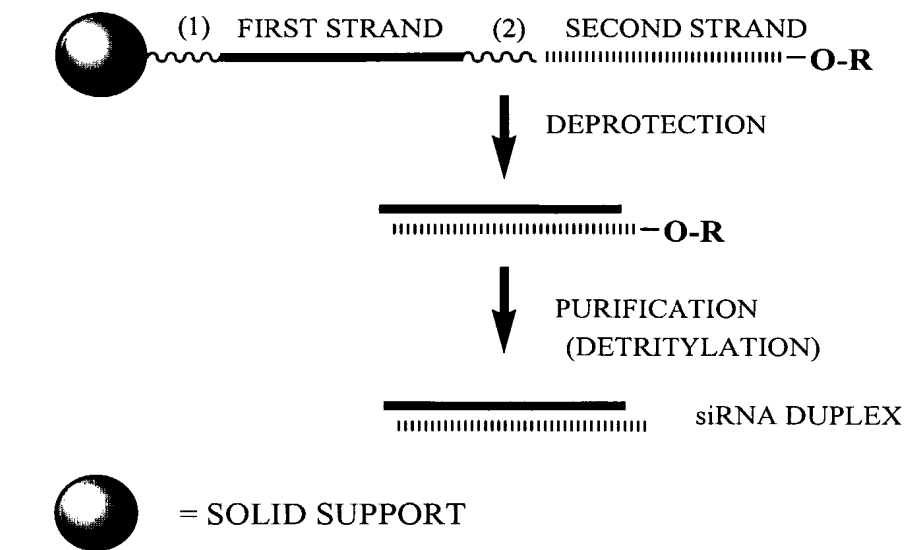 (1) FIRST STRAND (2) SECOND STRAND
O-R
DEPROTECTION
O-R
PURIFICATION
(DETRITYLATION)
siRNA DUPLEX
= SOLID SUPPORT